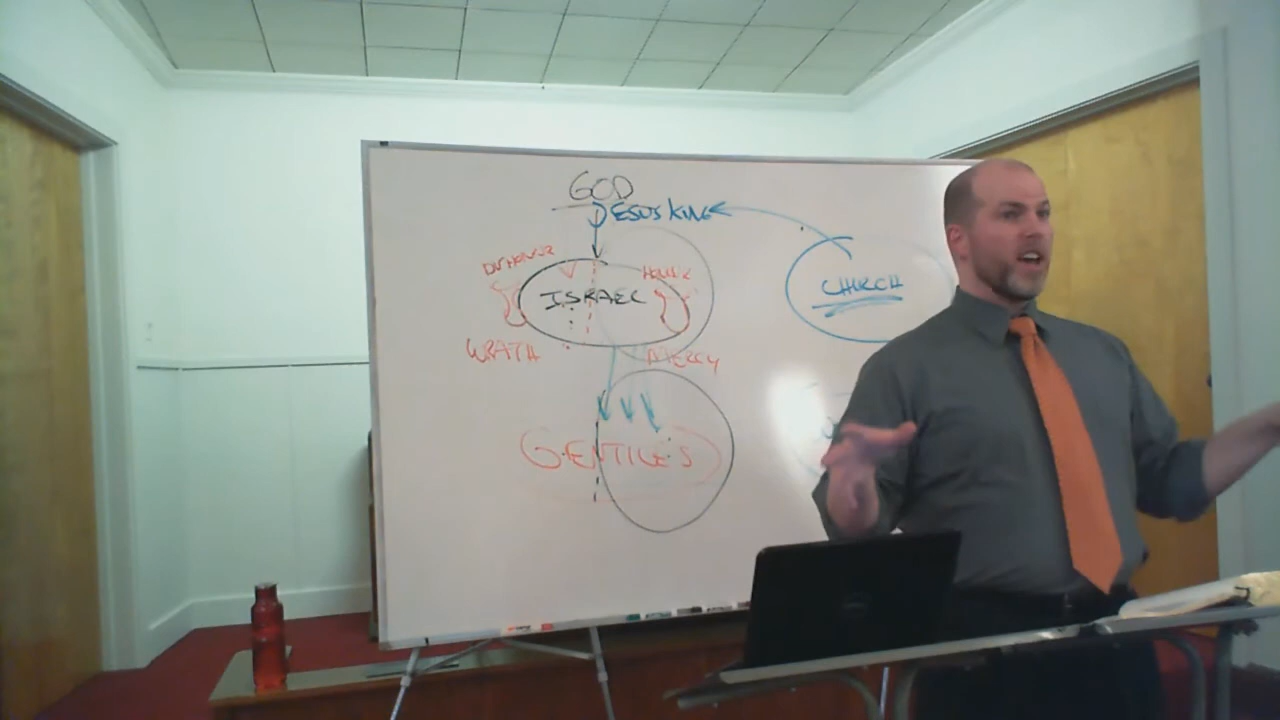 GOD
JESUS KING
DISHONOR
HONOR
ISRAEL
CHURCH
WRATH
MERCY
GENTILES